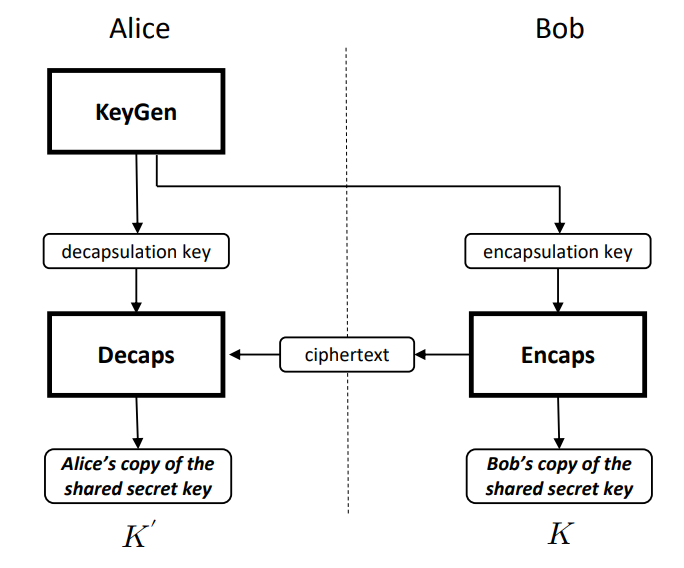 Alice
Bob
KeyGen
decapsulation key
encapsulation key
Decaps
ciphertext
Encaps
Alice’s copy of the
shared secret key
Bob’s copy of the
shared secret key
K′
K